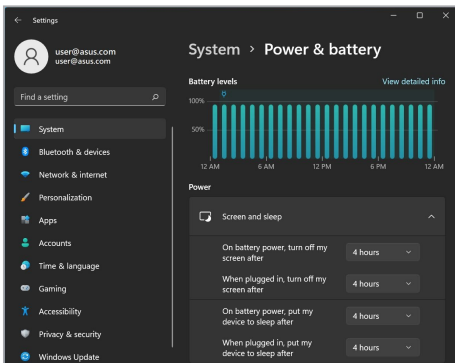 Settings
user@asus.com
user@asus.com
Find a setting
System
Bluetooth & devices
Network & internet
Personalization
Apps
Accounts
Time & language
Gaming
Accessibility
Privacy & security
Windows Update
System > Power & battery
Battery levels
View detailed info
100%
50%
12 AM 6 AM 12 PM 6 PM 12 AM
Power
Screen and sleep
On battery power, turn off my
screen after
4 hours
When plugged in, turn off my
screen after
4 hours
On battery power, put my
device to sleep after
4 hours
When plugged in, put my
device to sleep after
4 hours